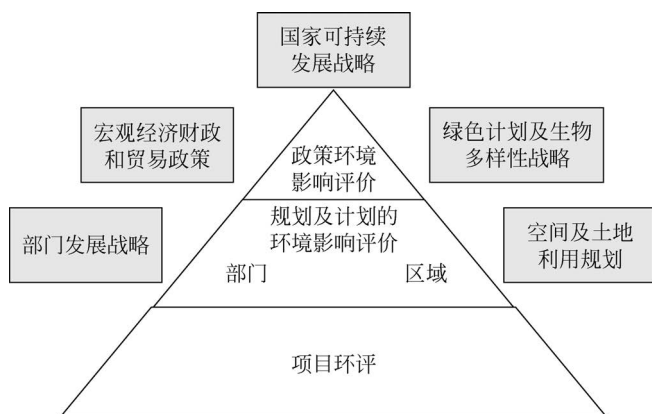 国家可持续
发展战略
宏观经济财政
和贸易政策
绿色计划及生物
多样性战略
政策环境
影响评价
部门发展战略
规划及计划的
环境影响评价
部门
区域
空间及土地
利用规划
项目环评